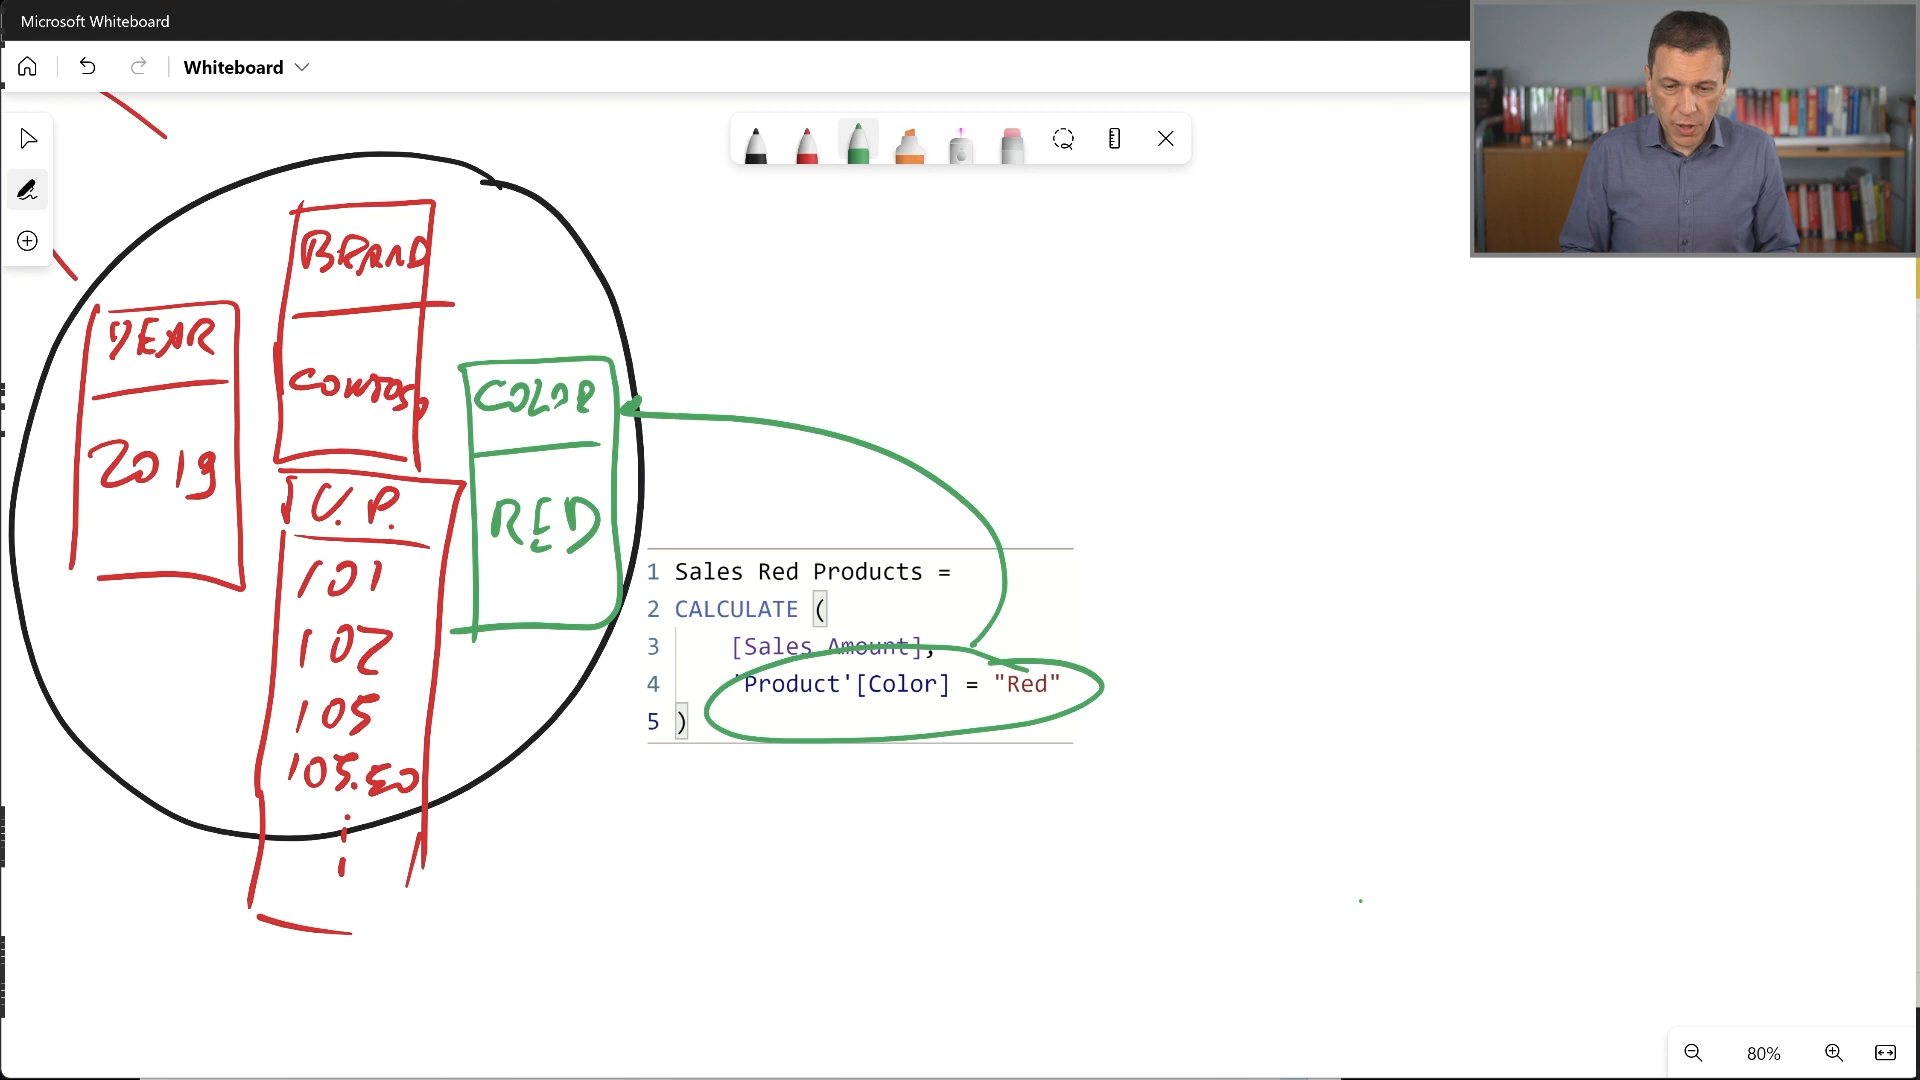 Microsoft Whiteboard
Whiteboard
BRAND
CONTOSO
YEAR
2019
COLOR
RED
U.P.
101
102
105
105.50
1 Sales Red Products =
2 CALCULATE (
3 [Sales Amount],
4 'Product'[Color] = "Red"
5 )
80%